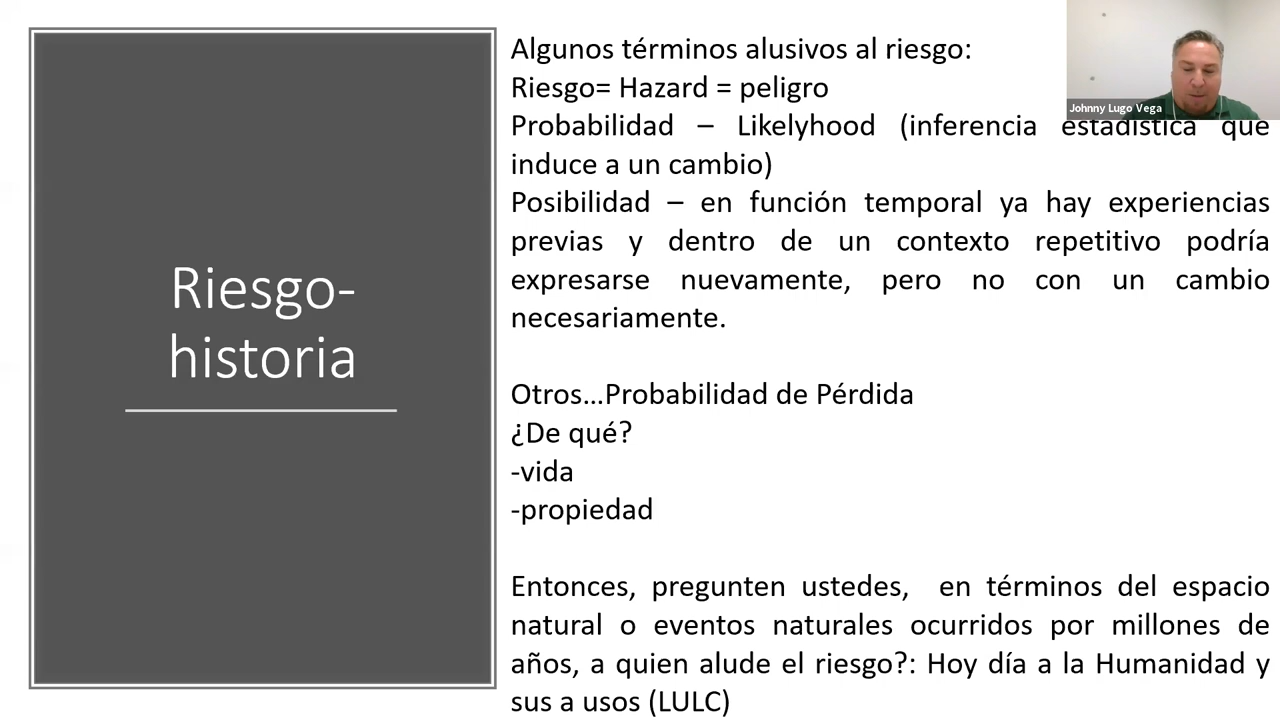 Riesgo-
historia
Algunos términos alusivos al riesgo:
Riesgo= Hazard = peligro
Probabilidad – Likelyhood (inferencia estadística que
induce a un cambio)
Posibilidad – en función temporal ya hay experiencias
previas y dentro de un contexto repetitivo podría
expresarse nuevamente, pero no con un cambio
necesariamente.
Otros...Probabilidad de Pérdida
¿De qué?
-vida
-propiedad
Entonces, pregunten ustedes, en términos del espacio
natural o eventos naturales ocurridos por millones de
años, a quien alude el riesgo?: Hoy día a la Humanidad y
sus a usos (LULC)
Johnny Lugo Vega